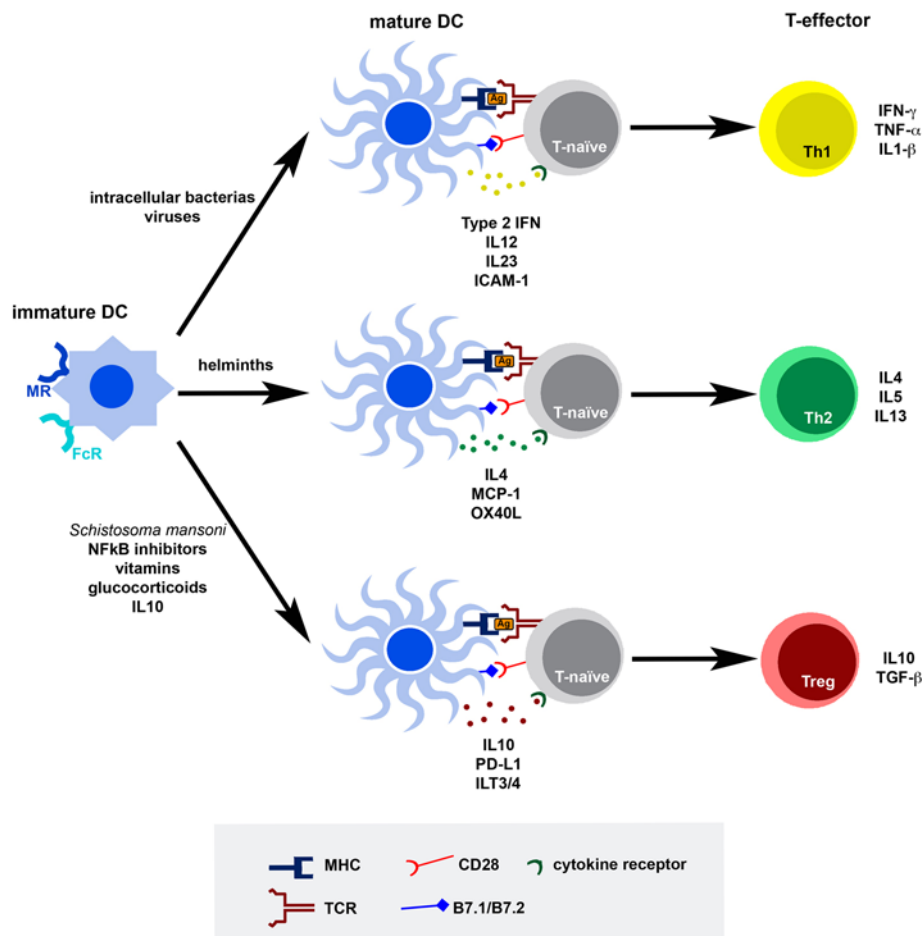 mature DC
T-effector
Ag
T-naïve
Th1
IFN-γ
TNF-α
IL1-β
intracellular bacterias
viruses
Type 2 IFN
IL12
IL23
ICAM-1
immature DC
MR
FcR
helminths
Ag
T-naïve
Th2
IL4
IL5
IL13
IL4
MCP-1
OX40L
Schistosoma mansoni
NFkB inhibitors
vitamins
glucocorticoids
IL10
Ag
T-naïve
Treg
IL10
TGF-β
IL10
PD-L1
ILT3/4
MHC
CD28
cytokine receptor
TCR
B7.1/B7.2